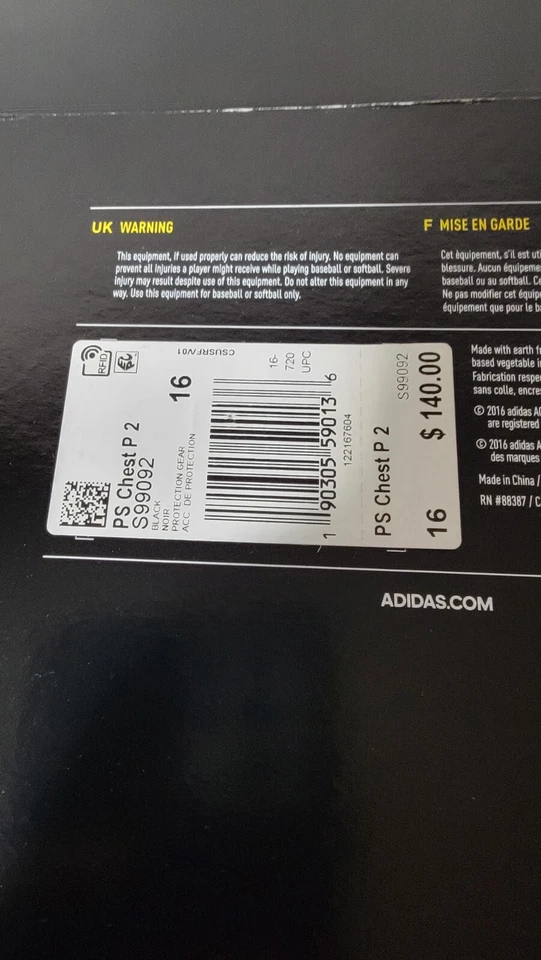 UK WARNING
This equipment, if used properly can reduce the risk of injury. No equipment can
prevent all injuries a player might receive while playing baseball or softball. Severe
injury may result despite use of this equipment. Do not alter this equipment in any
way. Use this equipment for baseball or softball only.
F MISE EN GARDE
Cet équipement, s'il est uti
blessure. Aucun équipeme
baseball ou au softball. Ce
Ne pas modifier cet équip
équipement que pour le b
RFID
EPC
PS Chest P 2
S99092
BLACK
NOIR
PROTECTION GEAR
ACC. DE PROTECTION
16
CSUSRFN01
16-
720
UPC
1 90305 59013 6
122167604
PS Chest P 2
S99092
16
$ 140.00
Made with earth fr
based vegetable i
Fabrication respe
sans colle, encre
© 2016 adidas AG
are registered
© 2016 adidas A
des marques
Made in China /
RN #88387 / C
ADIDAS.COM